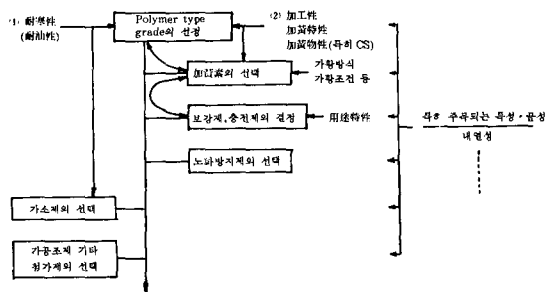 (1) 耐寒性
(耐油性)
Polymer type
grade의 선정
(2) 加工性
加黃特性
加黃物性(특히 CS)
加黃系의 선택
가황방식
가황조건 등
보강제, 충전제의 결정
用途特性
특히 주목되는 특성·물성
내열성
노화방지제의 선택
가소제의 선택
가공조제 기타
첨가제의 선택